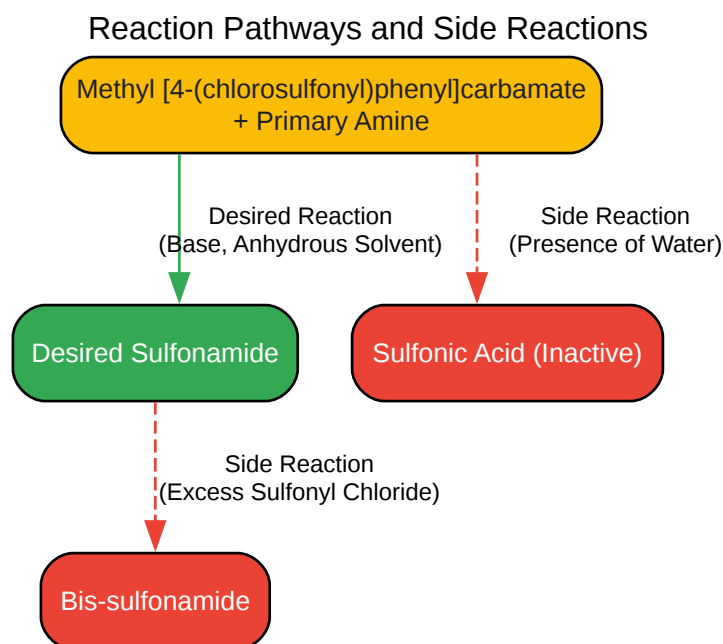 Reaction Pathways and Side Reactions
Methyl [4-(chlorosulfonyl)phenyl]carbamate
+ Primary Amine
Desired Reaction
(Base, Anhydrous Solvent)
Side Reaction
(Presence of Water)
Desired Sulfonamide
Sulfonic Acid (Inactive)
Side Reaction
(Excess Sulfonyl Chloride)
Bis-sulfonamide